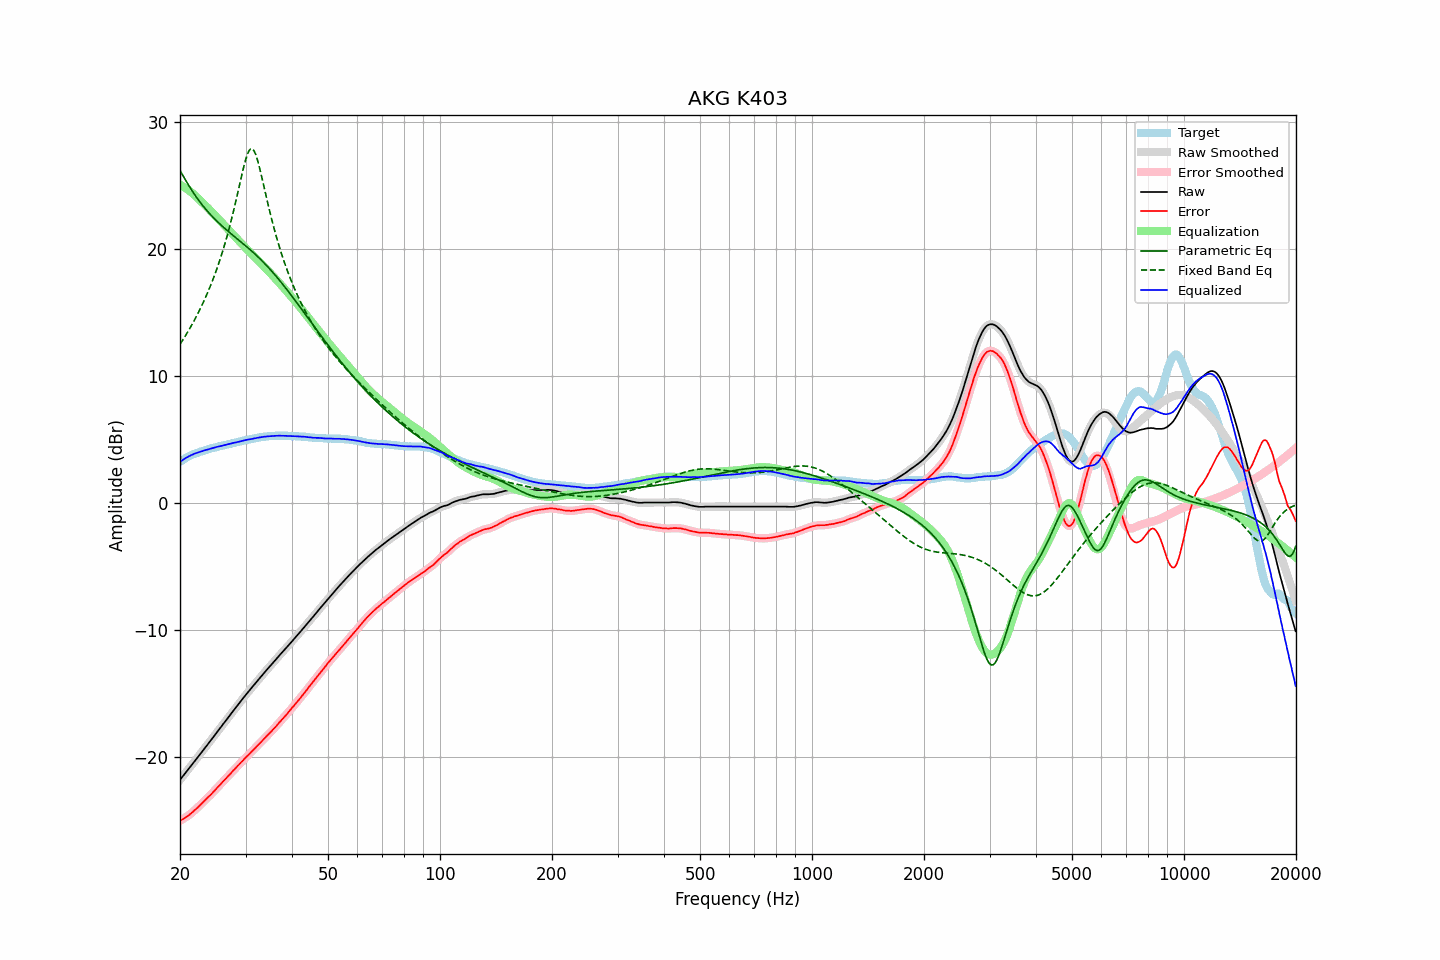 AKG K403
Amplitude (dBr)
30
20
10
0
−10
−20
20
50
100
200
500
1000
2000
5000
10000
20000
Frequency (Hz)
Target
Raw Smoothed
Error Smoothed
Raw
Error
Equalization
Parametric Eq
Fixed Band Eq
Equalized